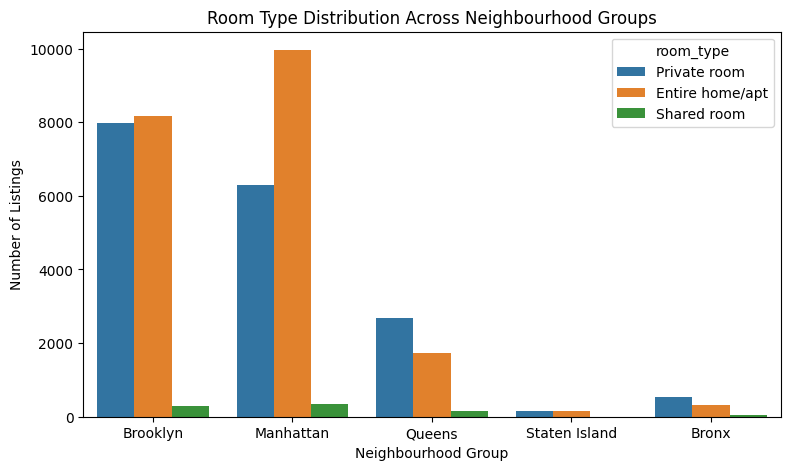 Room Type Distribution Across Neighbourhood Groups
room_type
Private room
Entire home/apt
Shared room
10000
8000
6000
4000
2000
0
Number of Listings
Brooklyn Manhattan Queens Staten Island Bronx
Neighbourhood Group